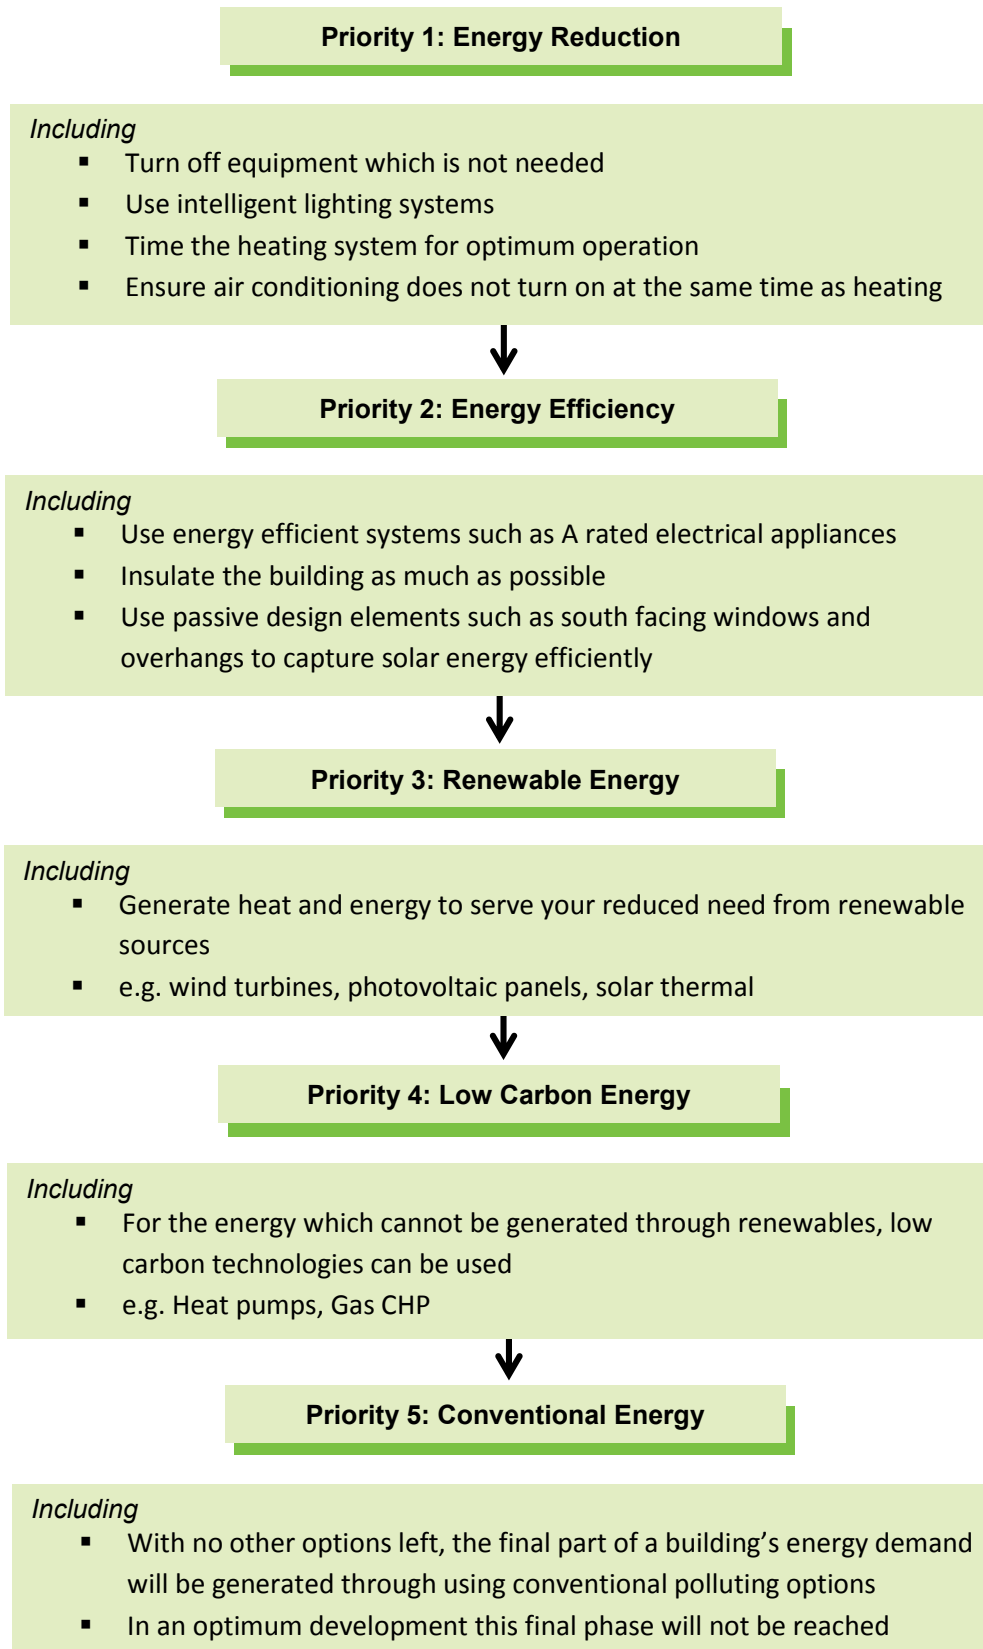 Priority 1: Energy Reduction
Including
▪ Turn off equipment which is not needed
▪ Use intelligent lighting systems
▪ Time the heating system for optimum operation
▪ Ensure air conditioning does not turn on at the same time as heating
Priority 2: Energy Efficiency
Including
▪ Use energy efficient systems such as A rated electrical appliances
▪ Insulate the building as much as possible
▪ Use passive design elements such as south facing windows and
overhangs to capture solar energy efficiently
Priority 3: Renewable Energy
Including
▪ Generate heat and energy to serve your reduced need from renewable
sources
▪ e.g. wind turbines, photovoltaic panels, solar thermal
Priority 4: Low Carbon Energy
Including
▪ For the energy which cannot be generated through renewables, low
carbon technologies can be used
▪ e.g. Heat pumps, Gas CHP
Priority 5: Conventional Energy
Including
▪ With no other options left, the final part of a building’s energy demand
will be generated through using conventional polluting options
▪ In an optimum development this final phase will not be reached